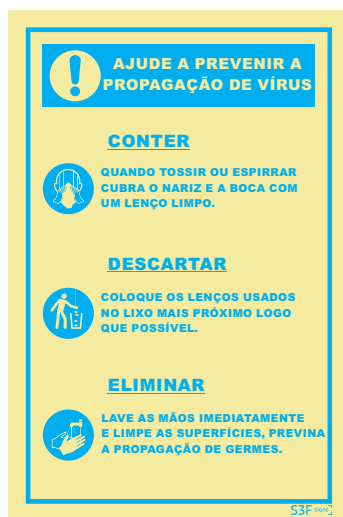 AJUDE A PREVENIR A
PROPAGAÇÃO DE VÍRUS
CONTER
QUANDO TOSSIR OU ESPIRRAR
CUBRA O NARIZ E A BOCA COM
UM LENÇO LIMPO.
DESCARTAR
COLOQUE OS LENÇOS USADOS
NO LIXO MAIS PRÓXIMO LOGO
QUE POSSÍVEL.
ELIMINAR
LAVE AS MÃOS IMEDIATAMENTE
E LIMPE AS SUPERFÍCIES, PREVINA
A PROPAGAÇÃO DE GERMES.
S3F SIGNS